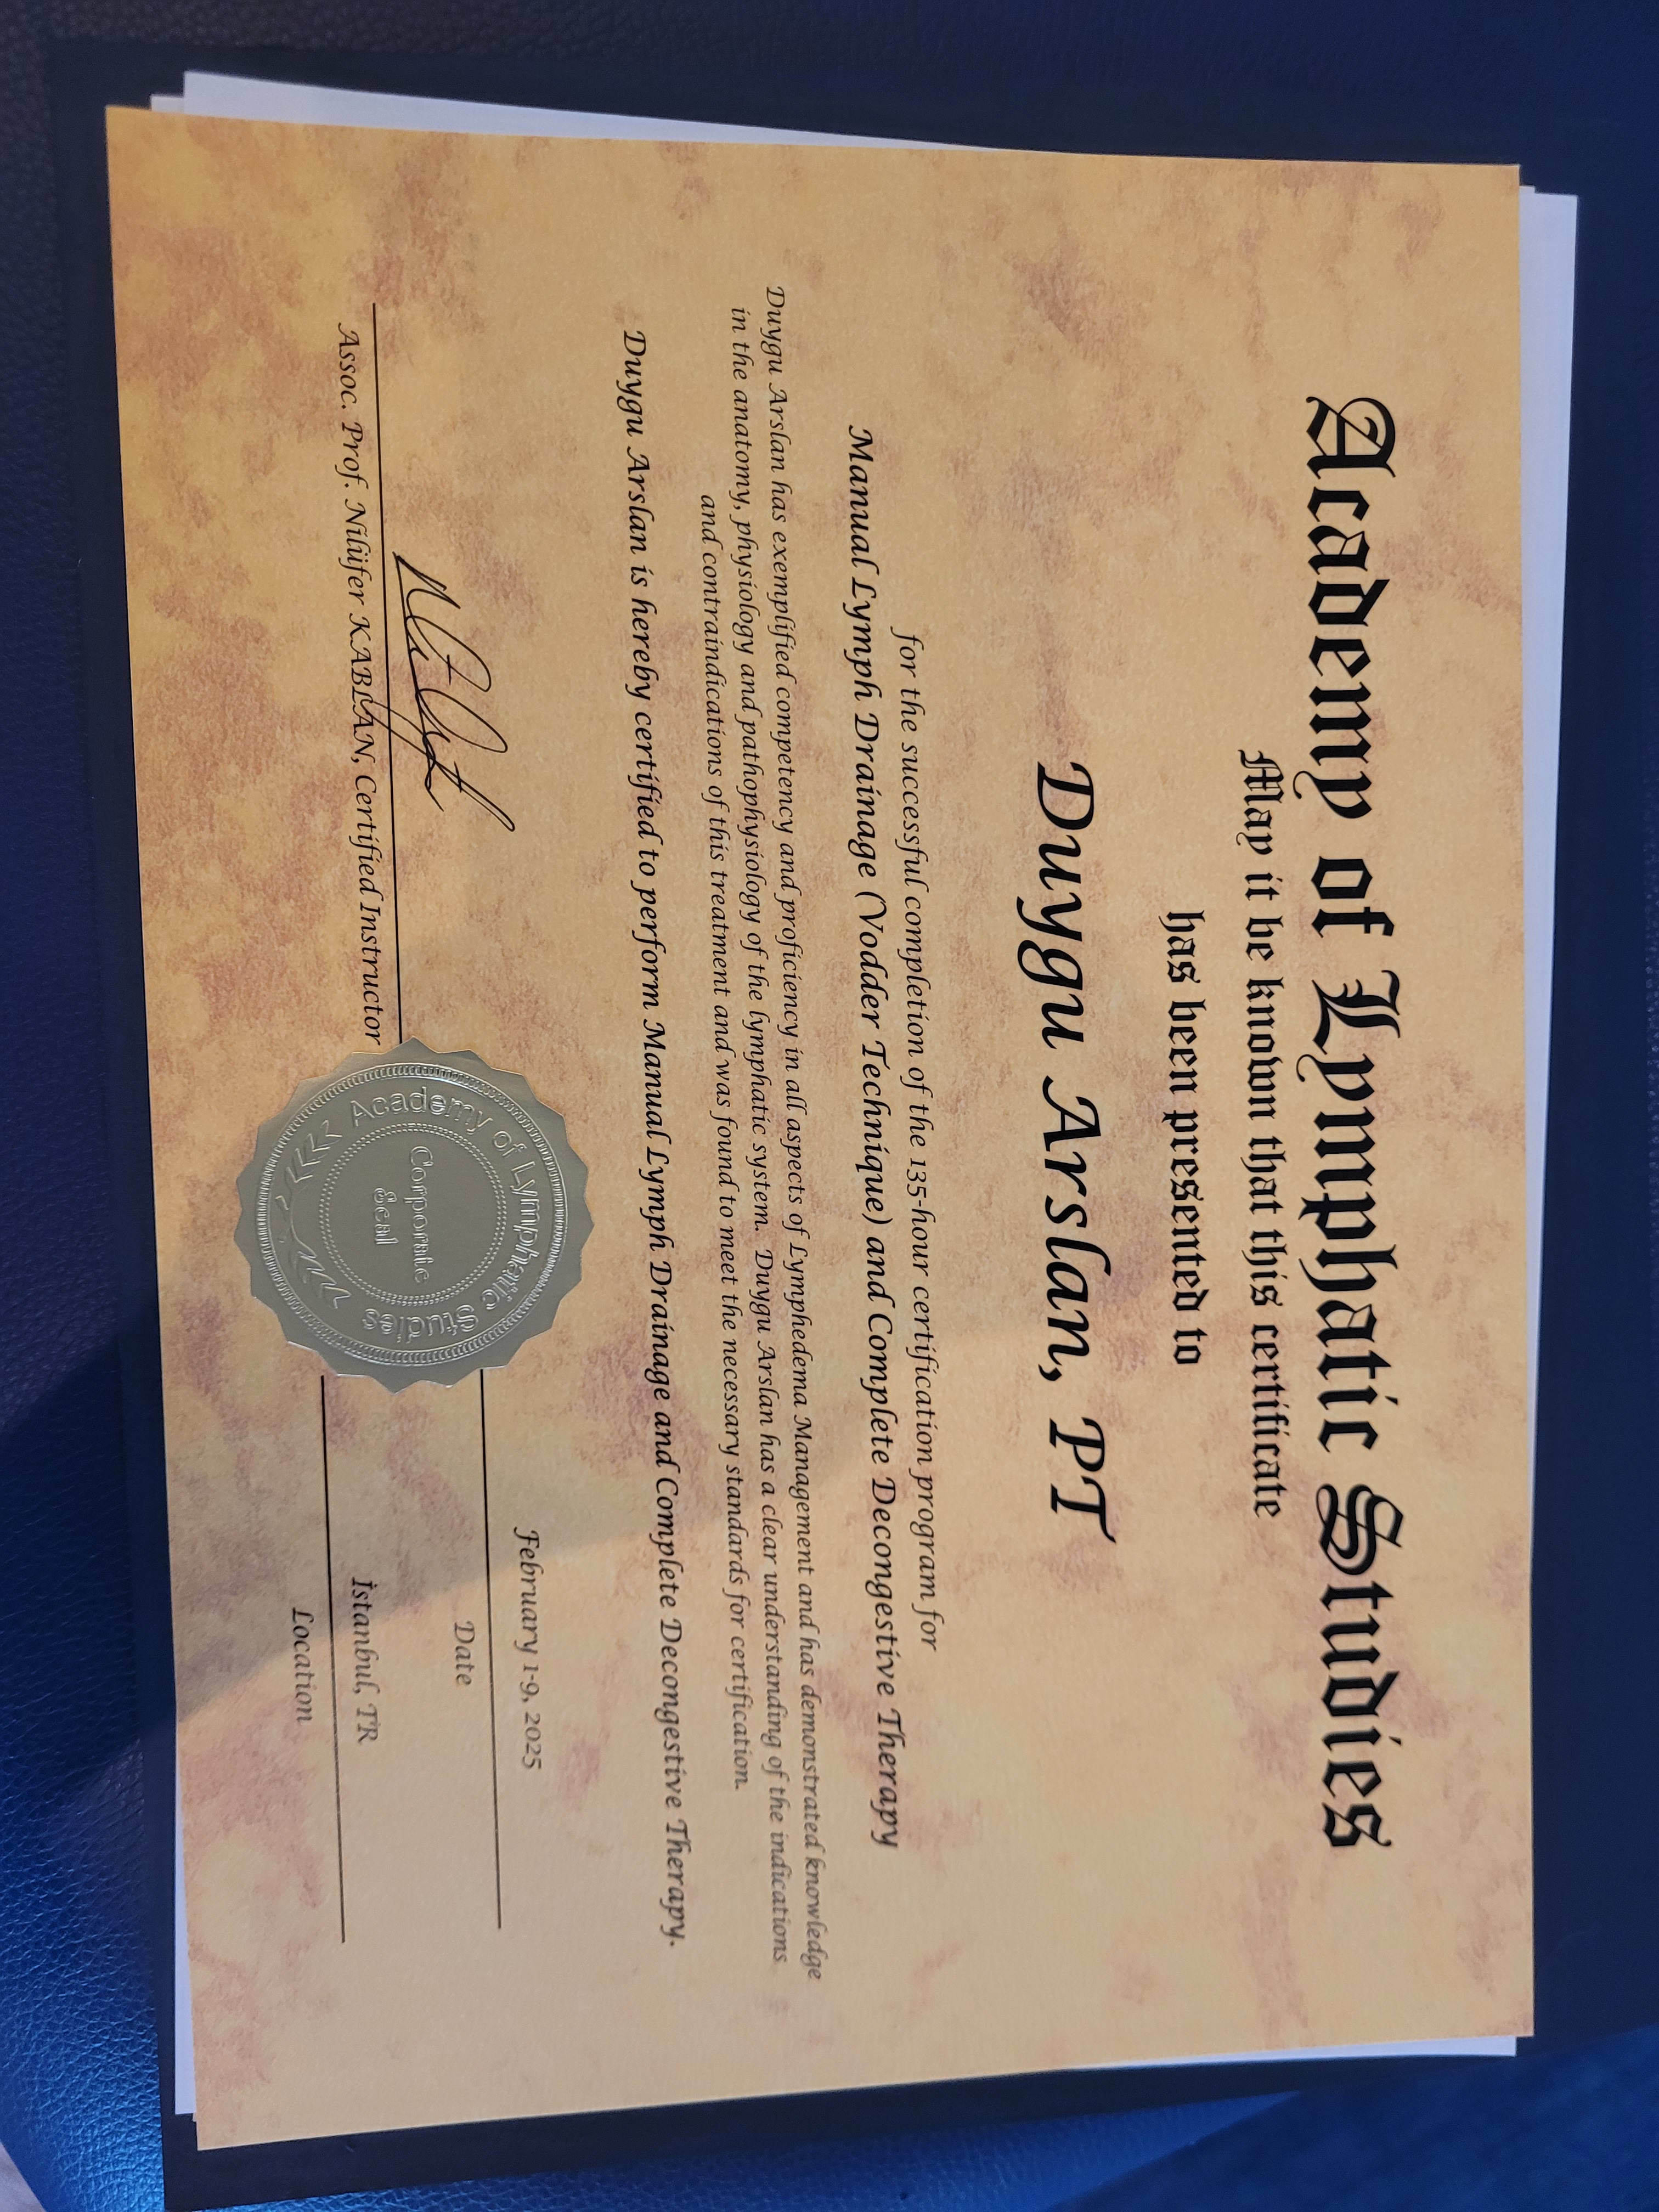 Academy of Lymphatic Studies
May it be known that this certificate
has been presented to
Duygu Arslan, PT
for the successful completion of the 135-hour certification program for
Manual Lymph Drainage (Vodder Technique) and Complete Decongestive Therapy
Duygu Arslan has exemplified competency and proficiency in all aspects of Lymphedema Management and has demonstrated knowledge
in the anatomy, physiology and pathophysiology of the lymphatic system. Duygu Arslan has a clear understanding of the indications
and contraindications of this treatment and was found to meet the necessary standards for certification.
Duygu Arslan is hereby certified to perform Manual Lymph Drainage and Complete Decongestive Therapy.
Assoc. Prof. Nilüfer KABLAN, Certified Instructor
Academy of Lymphatic Studies
Corporate
Seal
February 1-9, 2025
Date
İstanbul, TR
Location